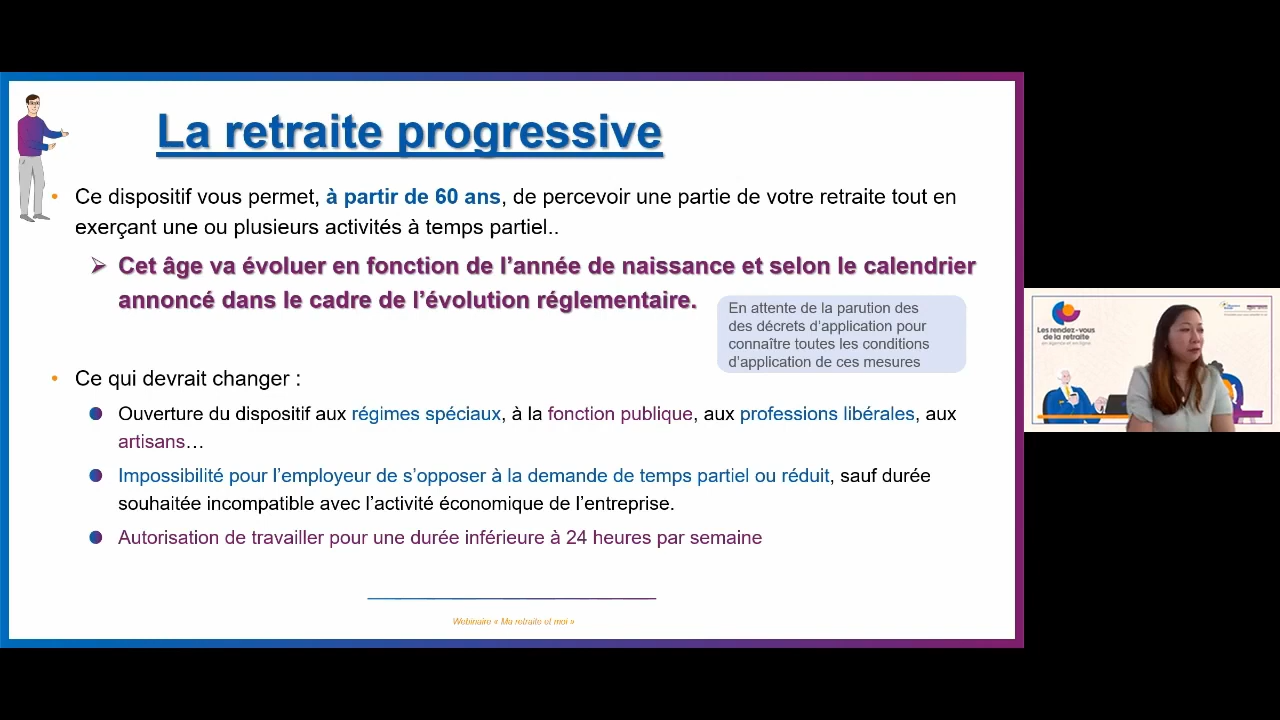 La retraite progressive
Ce dispositif vous permet, à partir de 60 ans, de percevoir une partie de votre retraite tout en
exerçant une ou plusieurs activités à temps partiel..
Cet âge va évoluer en fonction de l’année de naissance et selon le calendrier
annoncé dans le cadre de l’évolution réglementaire.
En attente de la parution des
des décrets d’application pour
connaître toutes les conditions
d’application de ces mesures
Ce qui devrait changer :
Ouverture du dispositif aux régimes spéciaux, à la fonction publique, aux professions libérales, aux
artisans…
Impossibilité pour l’employeur de s’opposer à la demande de temps partiel ou réduit, sauf durée
souhaitée incompatible avec l’activité économique de l’entreprise.
Autorisation de travailler pour une durée inférieure à 24 heures par semaine
Webinaire « Ma retraite et moi »
Les rendez-vous
de la retraite
en agence et en ligne